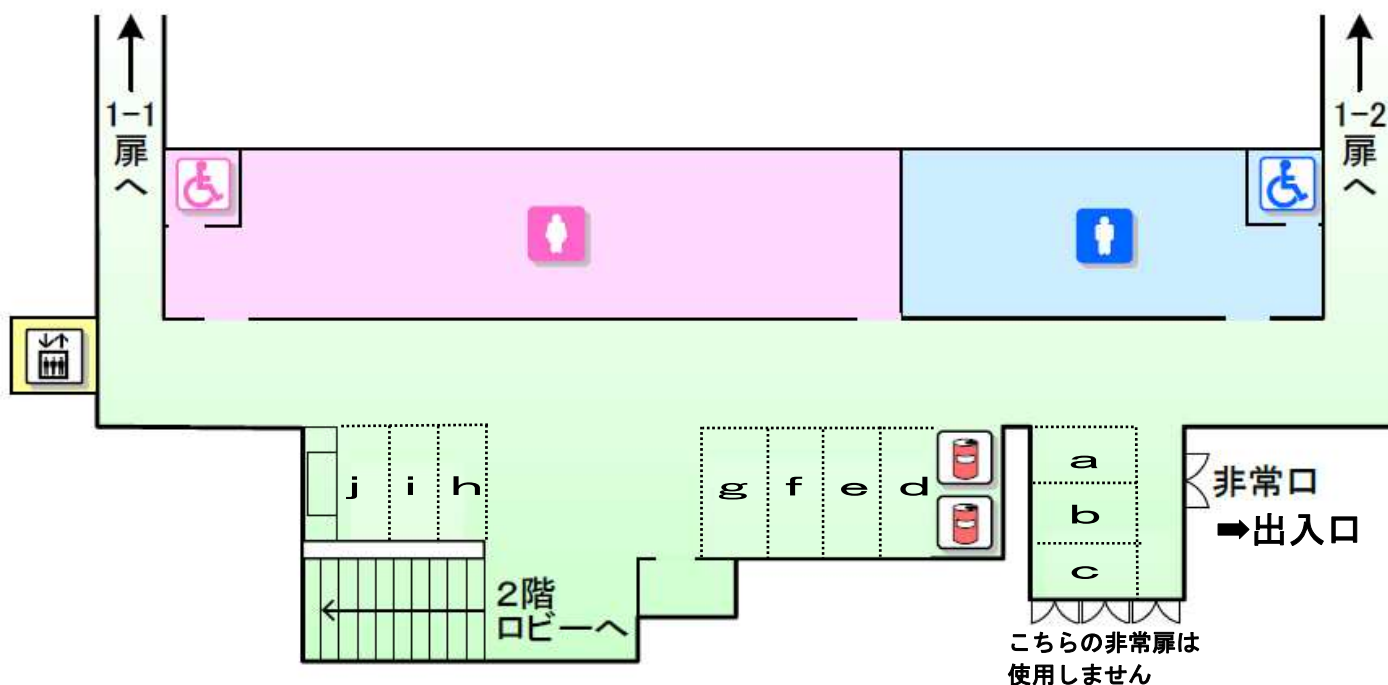 1-1
扉
へ
1-2
扉
へ
j i h
g f e d
a
b
c
非常口
➡出入口
2階
ロビーへ
こちらの非常扉は
使用しません